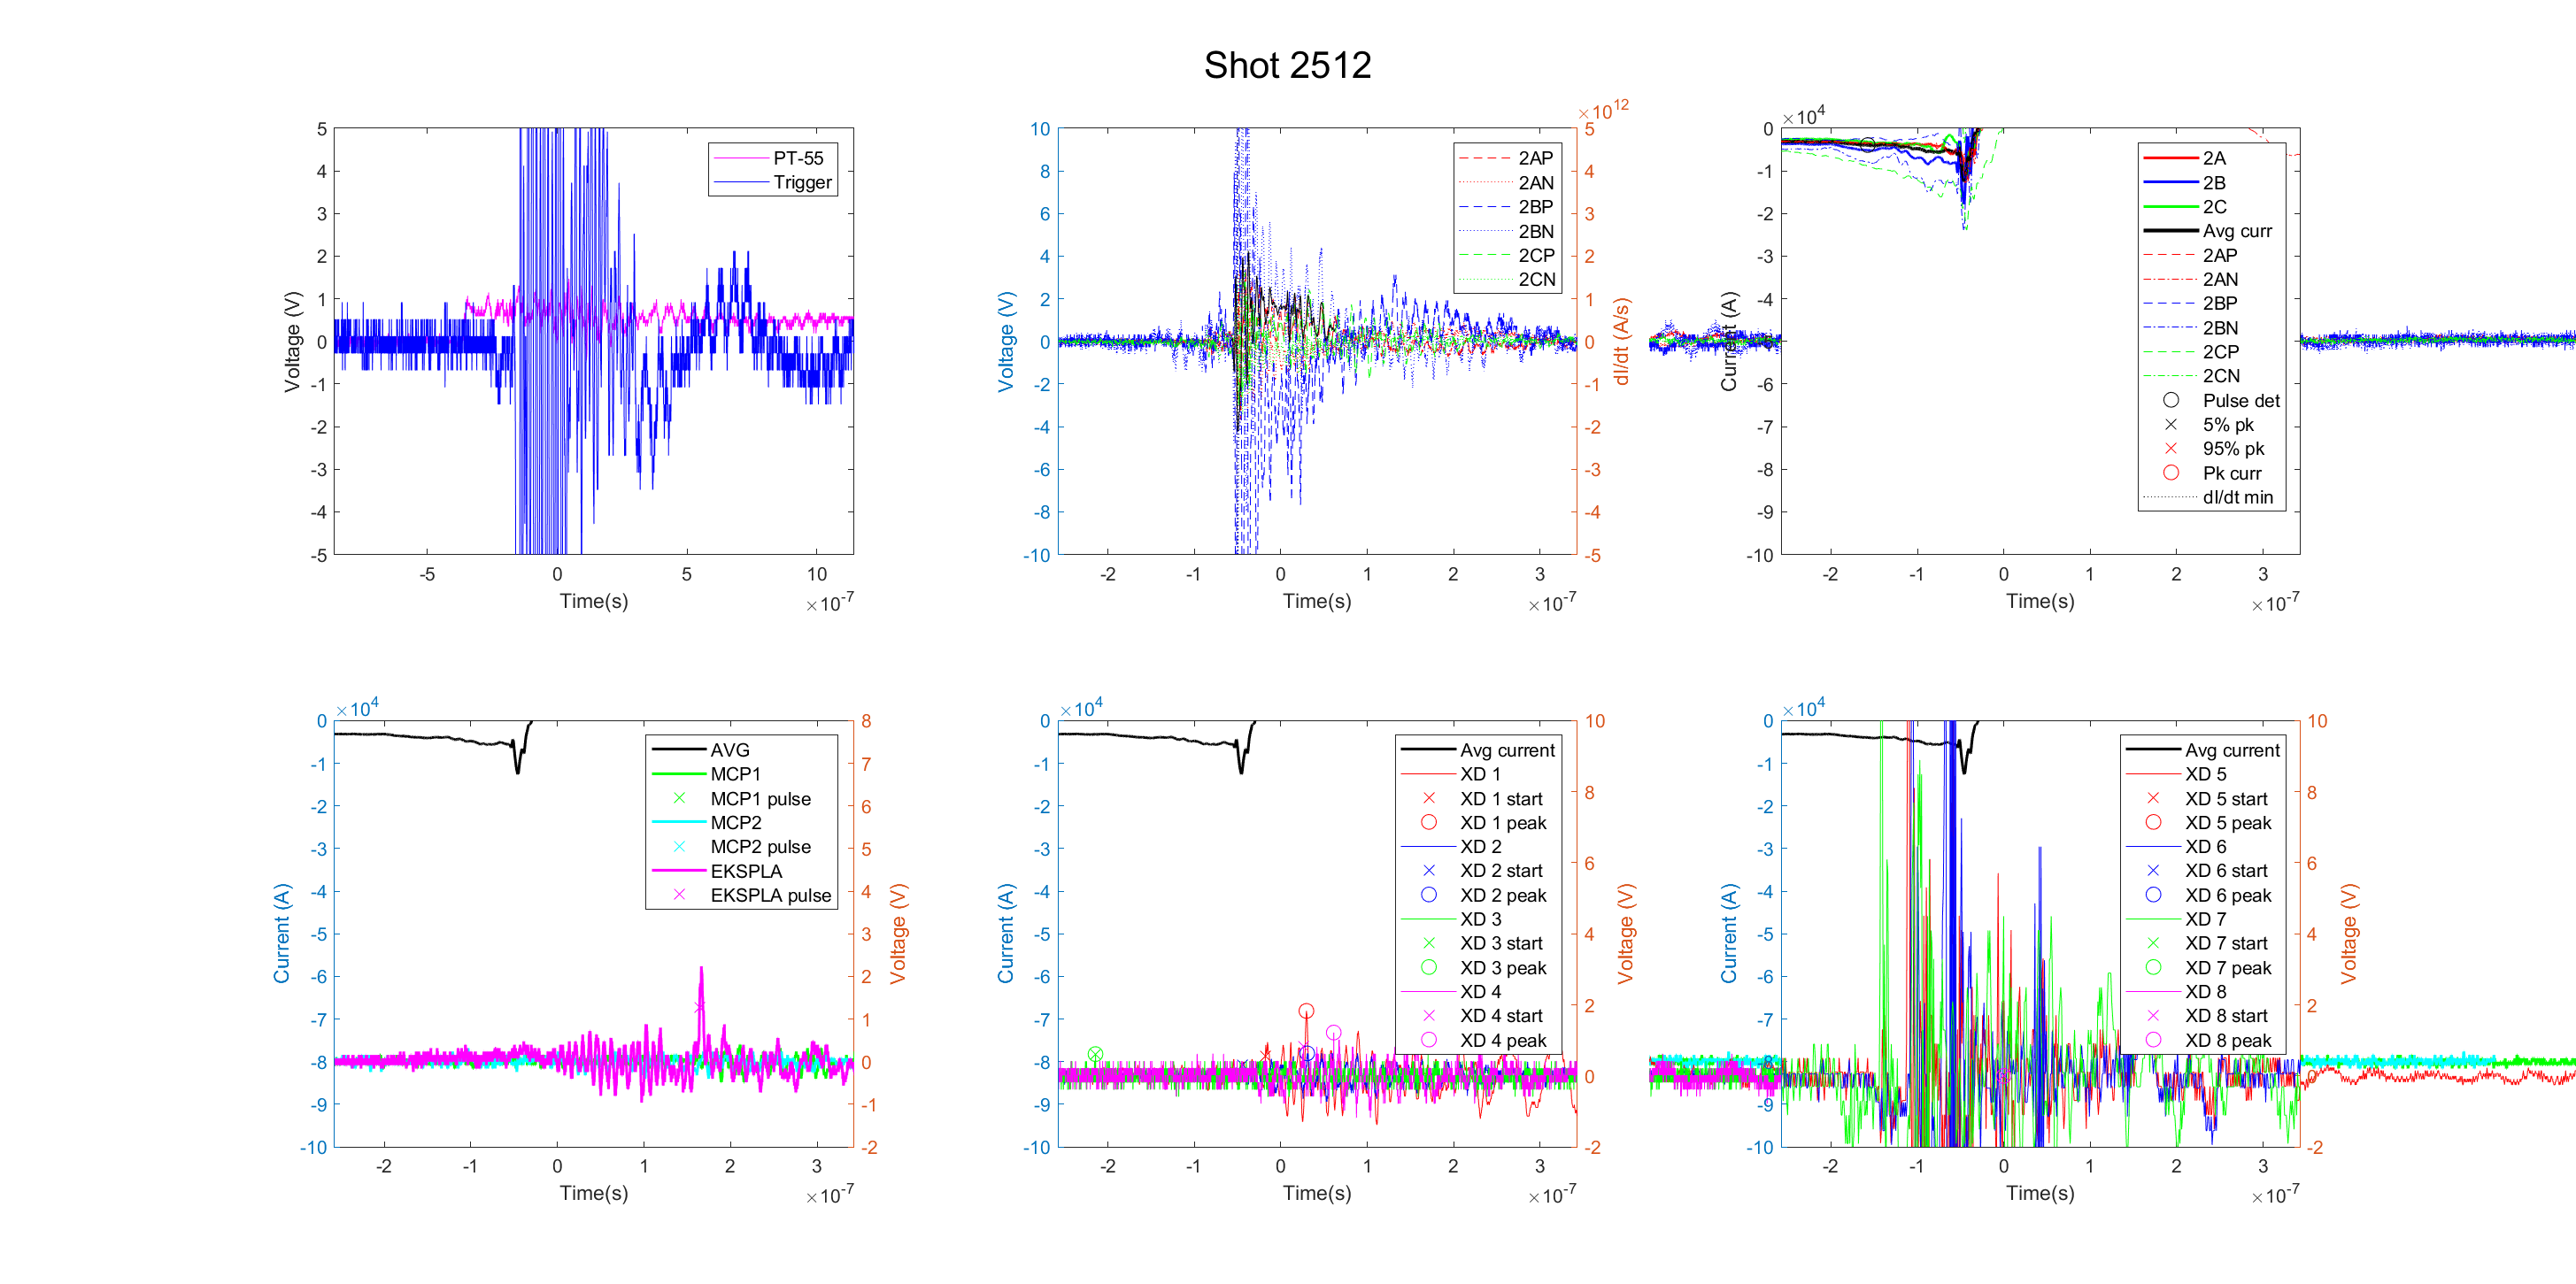 Shot 2512
5
4
3
2
1
0
-1
-2
-3
-4
-5
Voltage (V)
-5
0
5
10
Time(s)
×10-7
PT-55
Trigger
10
8
6
4
2
0
-2
-4
-6
-8
-10
Voltage (V)
-2
-1
0
1
2
3
Time(s)
×10-7
×1012
5
4
3
2
1
0
-1
-2
-3
-4
-5
dI/dt (A/s)
2AP
2AN
2BP
2BN
2CP
2CN
×104
0
-1
-2
-3
-4
-6
-7
-8
-9
-10
Current (A)
-2
-1
0
1
2
3
Time(s)
×10-7
2A
2B
2C
Avg curr
2AP
2AN
2BP
2BN
2CP
2CN
Pulse det
5% pk
95% pk
Pk curr
dI/dt min
×104
0
-1
-2
-3
-4
-5
-6
-7
-8
-9
-10
Current (A)
-2
-1
0
1
2
3
Time(s)
×10-7
8
7
6
5
4
3
2
1
0
-1
-2
Voltage (V)
AVG
MCP1
MCP1 pulse
MCP2
MCP2 pulse
EKSPLA
EKSPLA pulse
×104
0
-1
-2
-3
-4
-5
-6
-7
-8
-9
-10
Current (A)
-2
-1
0
1
2
3
Time(s)
×10-7
10
8
6
4
2
0
-2
Voltage (V)
Avg current
XD 1
XD 1 start
XD 1 peak
XD 2
XD 2 start
XD 2 peak
XD 3
XD 3 start
XD 3 peak
XD 4
XD 4 start
XD 4 peak
×104
0
-1
-2
-3
-4
-5
-6
-7
-8
-9
-10
Current (A)
-2
-1
0
1
2
3
Time(s)
×10-7
10
8
6
4
2
0
-2
Voltage (V)
Avg current
XD 5
XD 5 start
XD 5 peak
XD 6
XD 6 start
XD 6 peak
XD 7
XD 7 start
XD 7 peak
XD 8
XD 8 start
XD 8 peak